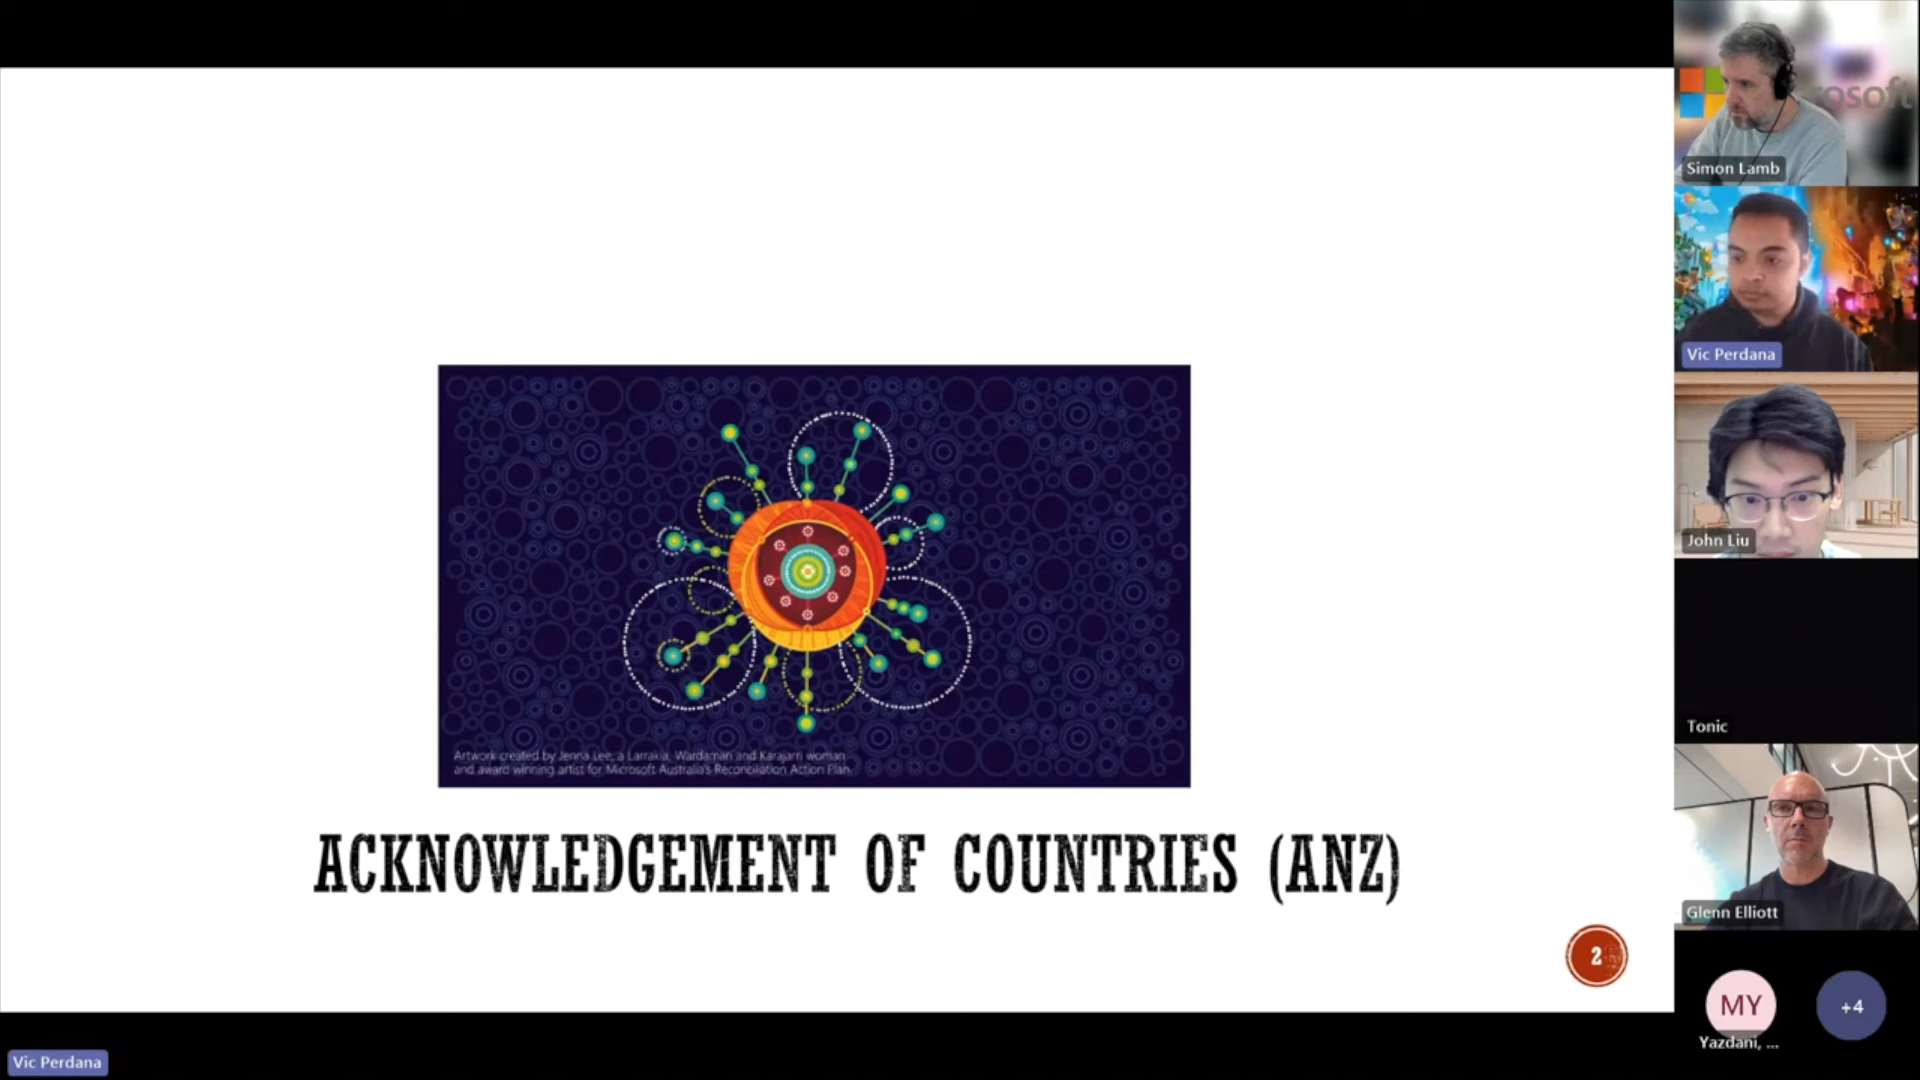 Artwork created by Jenna Lee, a Larrakia, Wardaman and Karajarri woman
and award winning artist for Microsoft Australia's Reconciliation Action Plan.
ACKNOWLEDGEMENT OF COUNTRIES (ANZ)
2
Vic Perdana
osoft
Simon Lamb
Vic Perdana
John Liu
Tonic
Glenn Elliott
MY
+4
Yazdani, ...